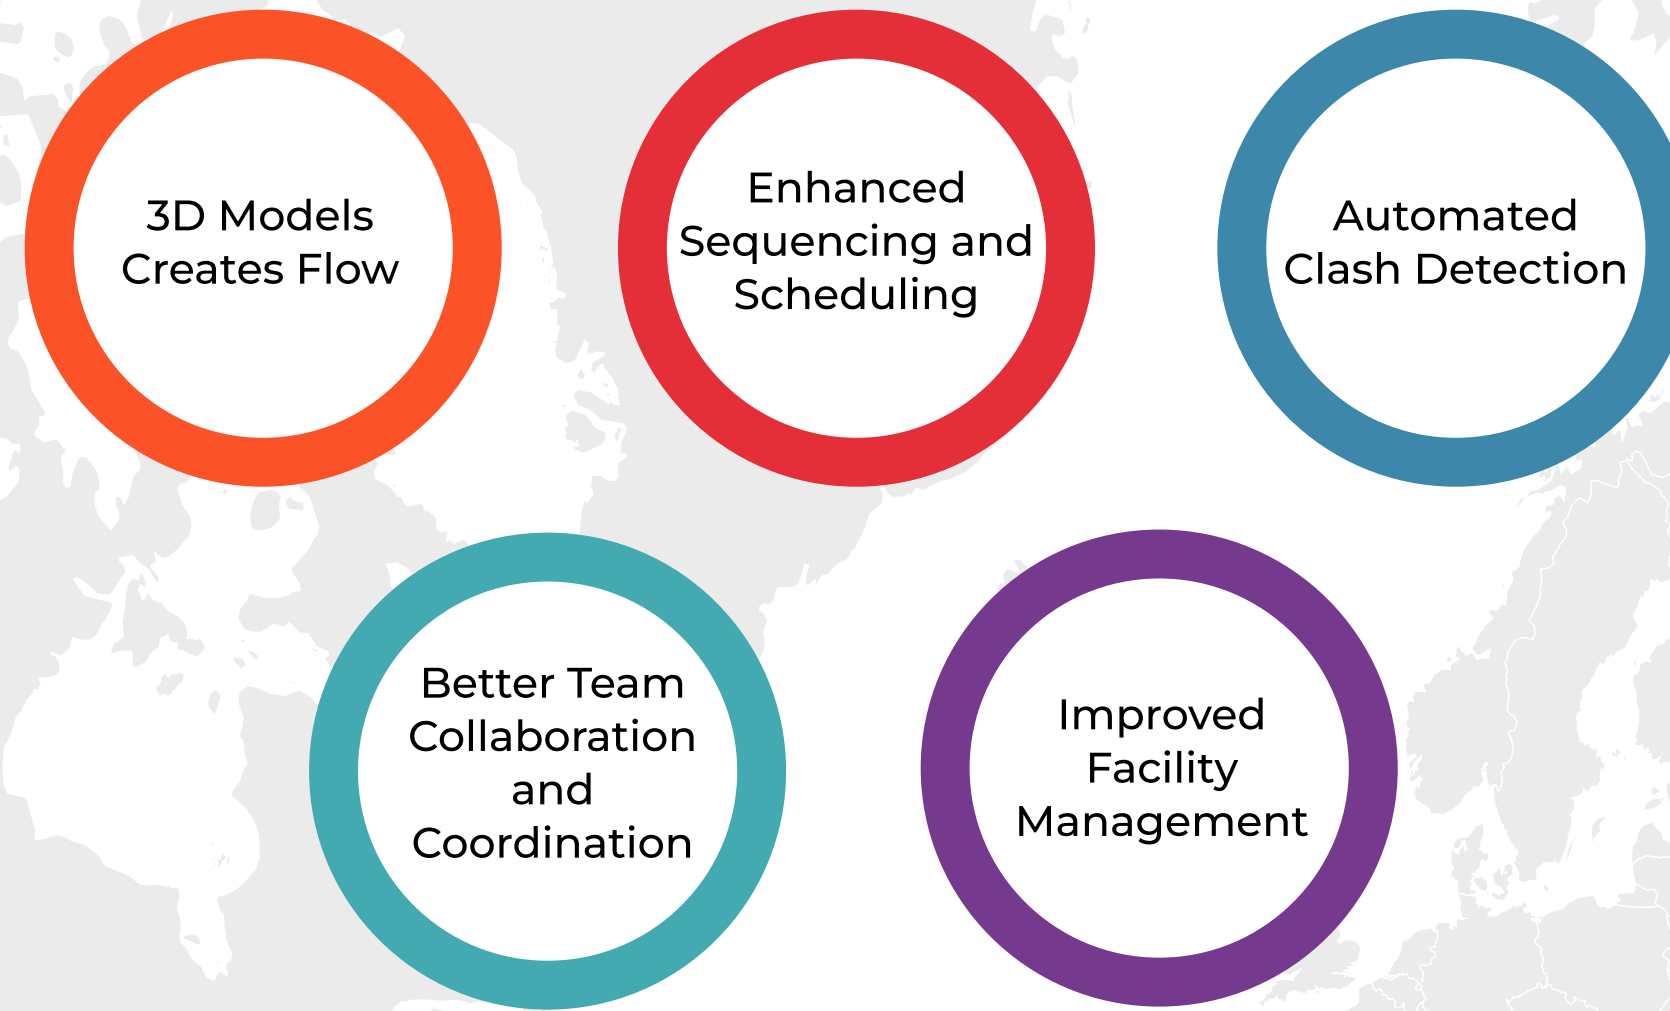 3D Models
Creates Flow
Enhanced
Sequencing and
Scheduling
Automated
Clash Detection
Better Team
Collaboration
and
Coordination
Improved
Facility
Management